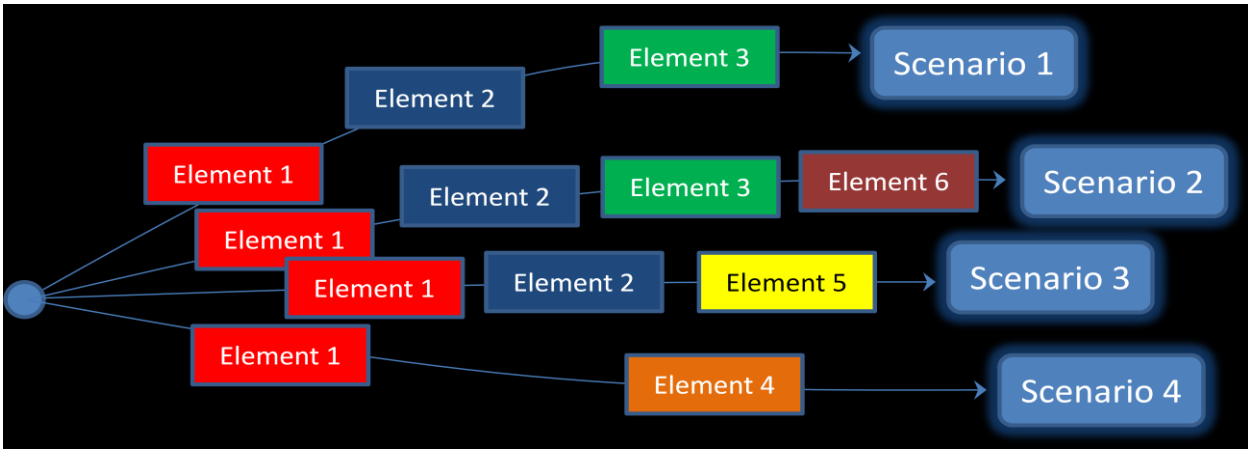 Element 1
Element 2
Element 3
Scenario 1
Element 1
Element 2
Element 3
Element 6
Scenario 2
Element 1
Element 2
Element 5
Scenario 3
Element 1
Element 4
Scenario 4